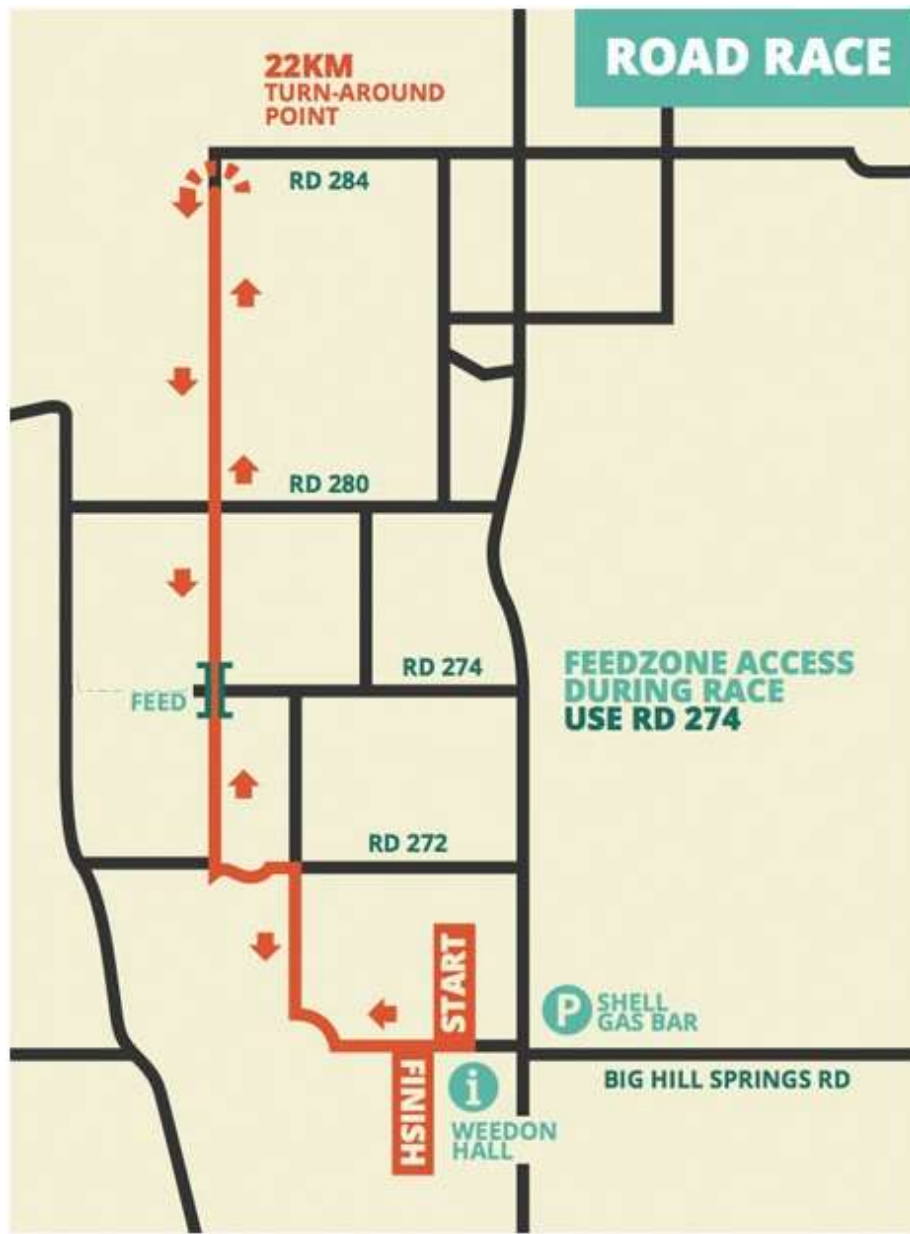 ROAD RACE
22KM
TURN-AROUND
POINT
RD 284
RD 280
RD 274
FEED
FEEDZONE ACCESS
DURING RACE
USE RD 274
RD 272
START
P
SHELL
GAS BAR
FINISH
i
WEEDON
HALL
BIG HILL SPRINGS RD